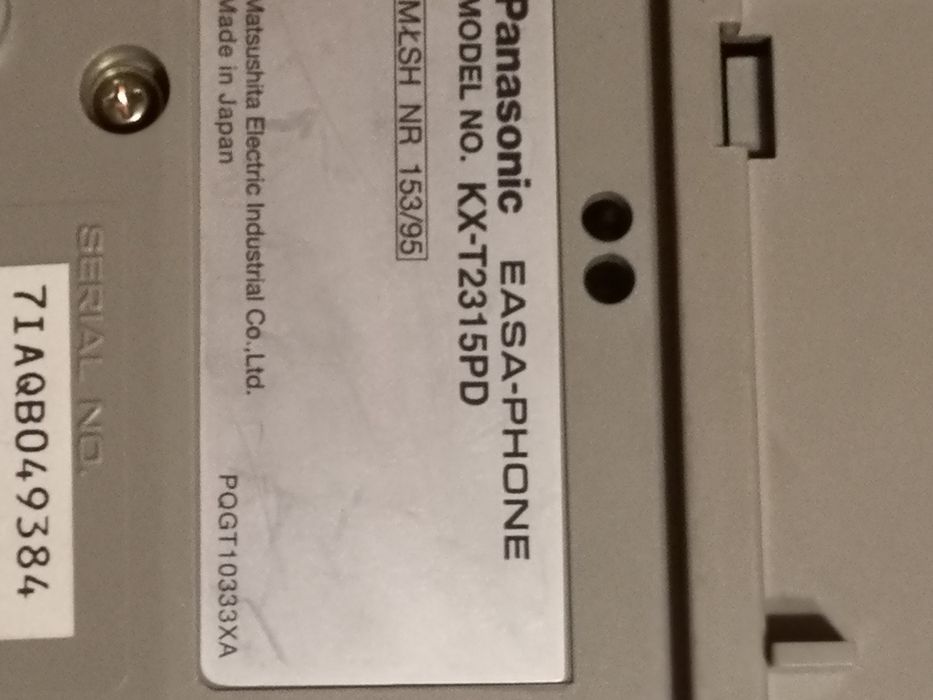 Panasonic EASA-PHONE
MODEL NO. KX-T2315PD
MŁSH NR 153/95
Matsushita Electric Industrial Co.,Ltd.
Made in Japan
PQGT10333XA
SERIAL NO.
7IAQB049384